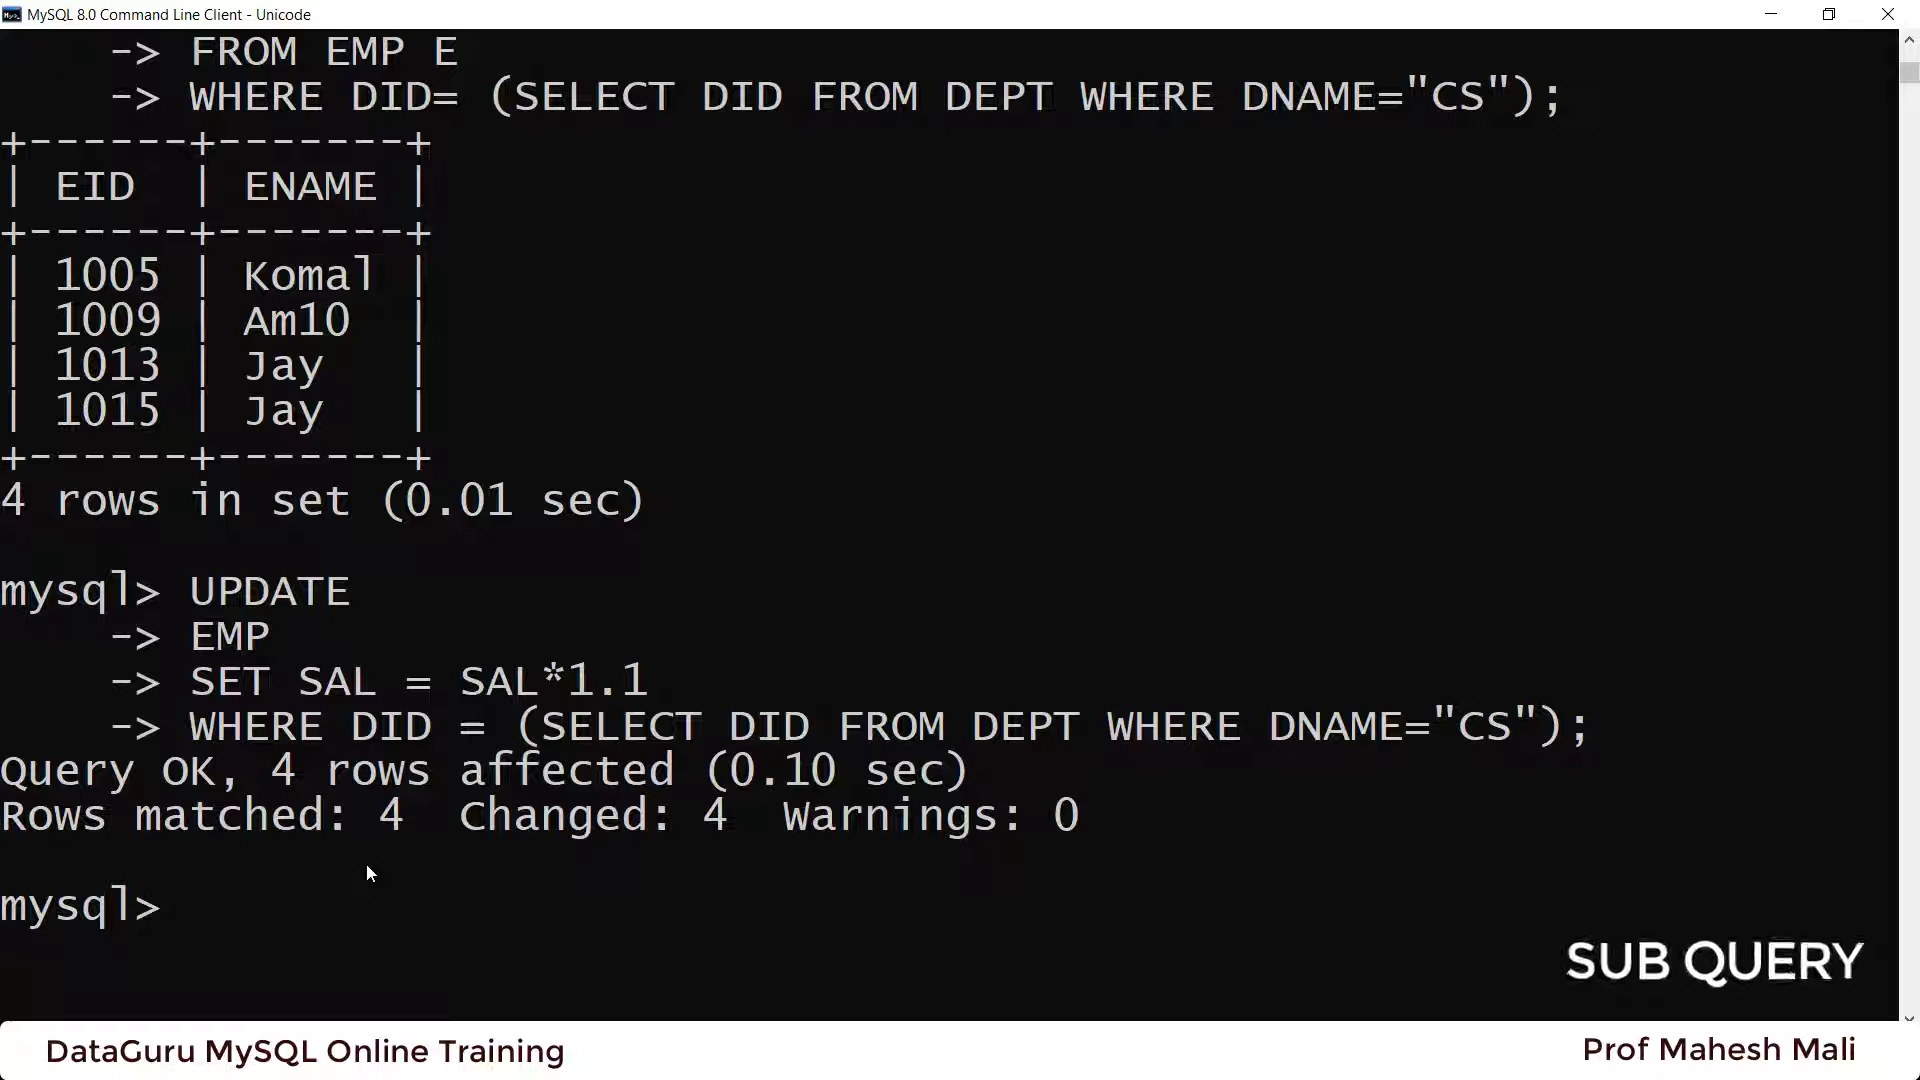 MySQL 8.0 Command Line Client - Unicode
-> FROM EMP E
-> WHERE DID= (SELECT DID FROM DEPT WHERE DNAME="CS");
+------+-------+
| EID  | ENAME |
+------+-------+
| 1005 | Komal |
| 1009 | Am10  |
| 1013 | Jay   |
| 1015 | Jay   |
+------+-------+
4 rows in set (0.01 sec)
mysql> UPDATE
-> EMP
-> SET SAL = SAL*1.1
-> WHERE DID = (SELECT DID FROM DEPT WHERE DNAME="CS");
Query OK, 4 rows affected (0.10 sec)
Rows matched: 4  Changed: 4  Warnings: 0
mysql>
SUB QUERY
DataGuru MySQL Online Training
Prof Mahesh Mali